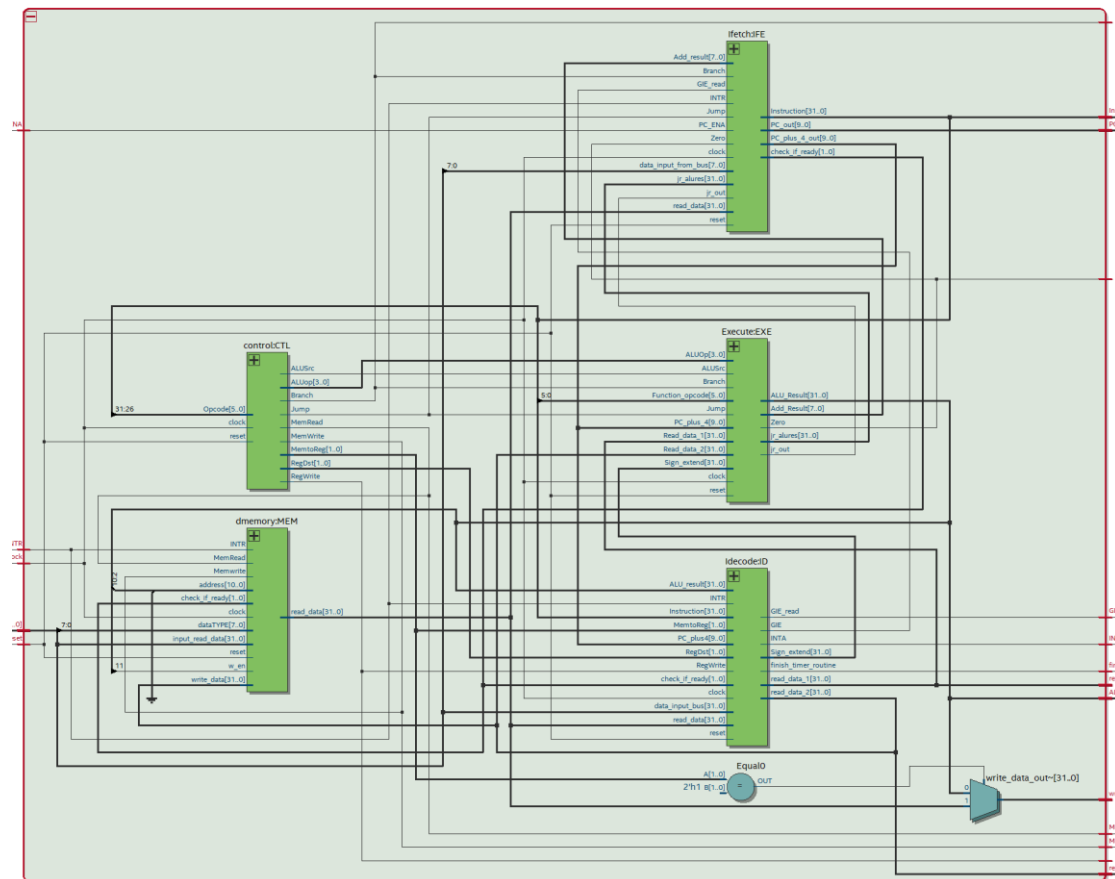 Ifetch:IFE
Add_result[7..0]
Branch
GIE_read
INTR
Jump
PC_ENA
Zero
clock
data_input_from_bus[7..0]
jr_alures[31..0]
jr_out
read_data[31..0]
reset
Instruction[31..0]
PC_out[9..0]
PC_plus_4_out[9..0]
check_if_ready[1..0]
NA
7:0
control:CTL
Opcode[5..0]
clock
reset
ALUSrc
ALUop[3..0]
Branch
Jump
MemRead
MemWrite
MemtoReg[1..0]
RegDst[1..0]
RegWrite
31:26
Execute:EXE
ALUOp[3..0]
ALUSrc
Branch
Function_opcode[5..0]
Jump
PC_plus_4[9..0]
Read_data_1[31..0]
Read_data_2[31..0]
Sign_extend[31..0]
clock
reset
ALU_Result[31..0]
Add_Result[7..0]
Zero
jr_alures[31..0]
jr_out
5:0
dmemory:MEM
INTR
MemRead
Memwrite
address[10..0]
check_if_ready[1..0]
clock
dataTYPE[7..0]
input_read_data[31..0]
reset
w_en
write_data[31..0]
read_data[31..0]
10:2
7:0
11
Idecode:ID
ALU_result[31..0]
INTR
Instruction[31..0]
MemtoReg[1..0]
PC_plus4[9..0]
RegDst[1..0]
RegWrite
check_if_ready[1..0]
clock
data_input_bus[31..0]
read_data[31..0]
reset
GIE_read
GIE
INTA
Sign_extend[31..0]
finish_timer_routine
read_data_1[31..0]
read_data_2[31..0]
Equal0
A[1..0]
2'h1 B[1..0]
=
OUT
write_data_out~[31..0]
0
1